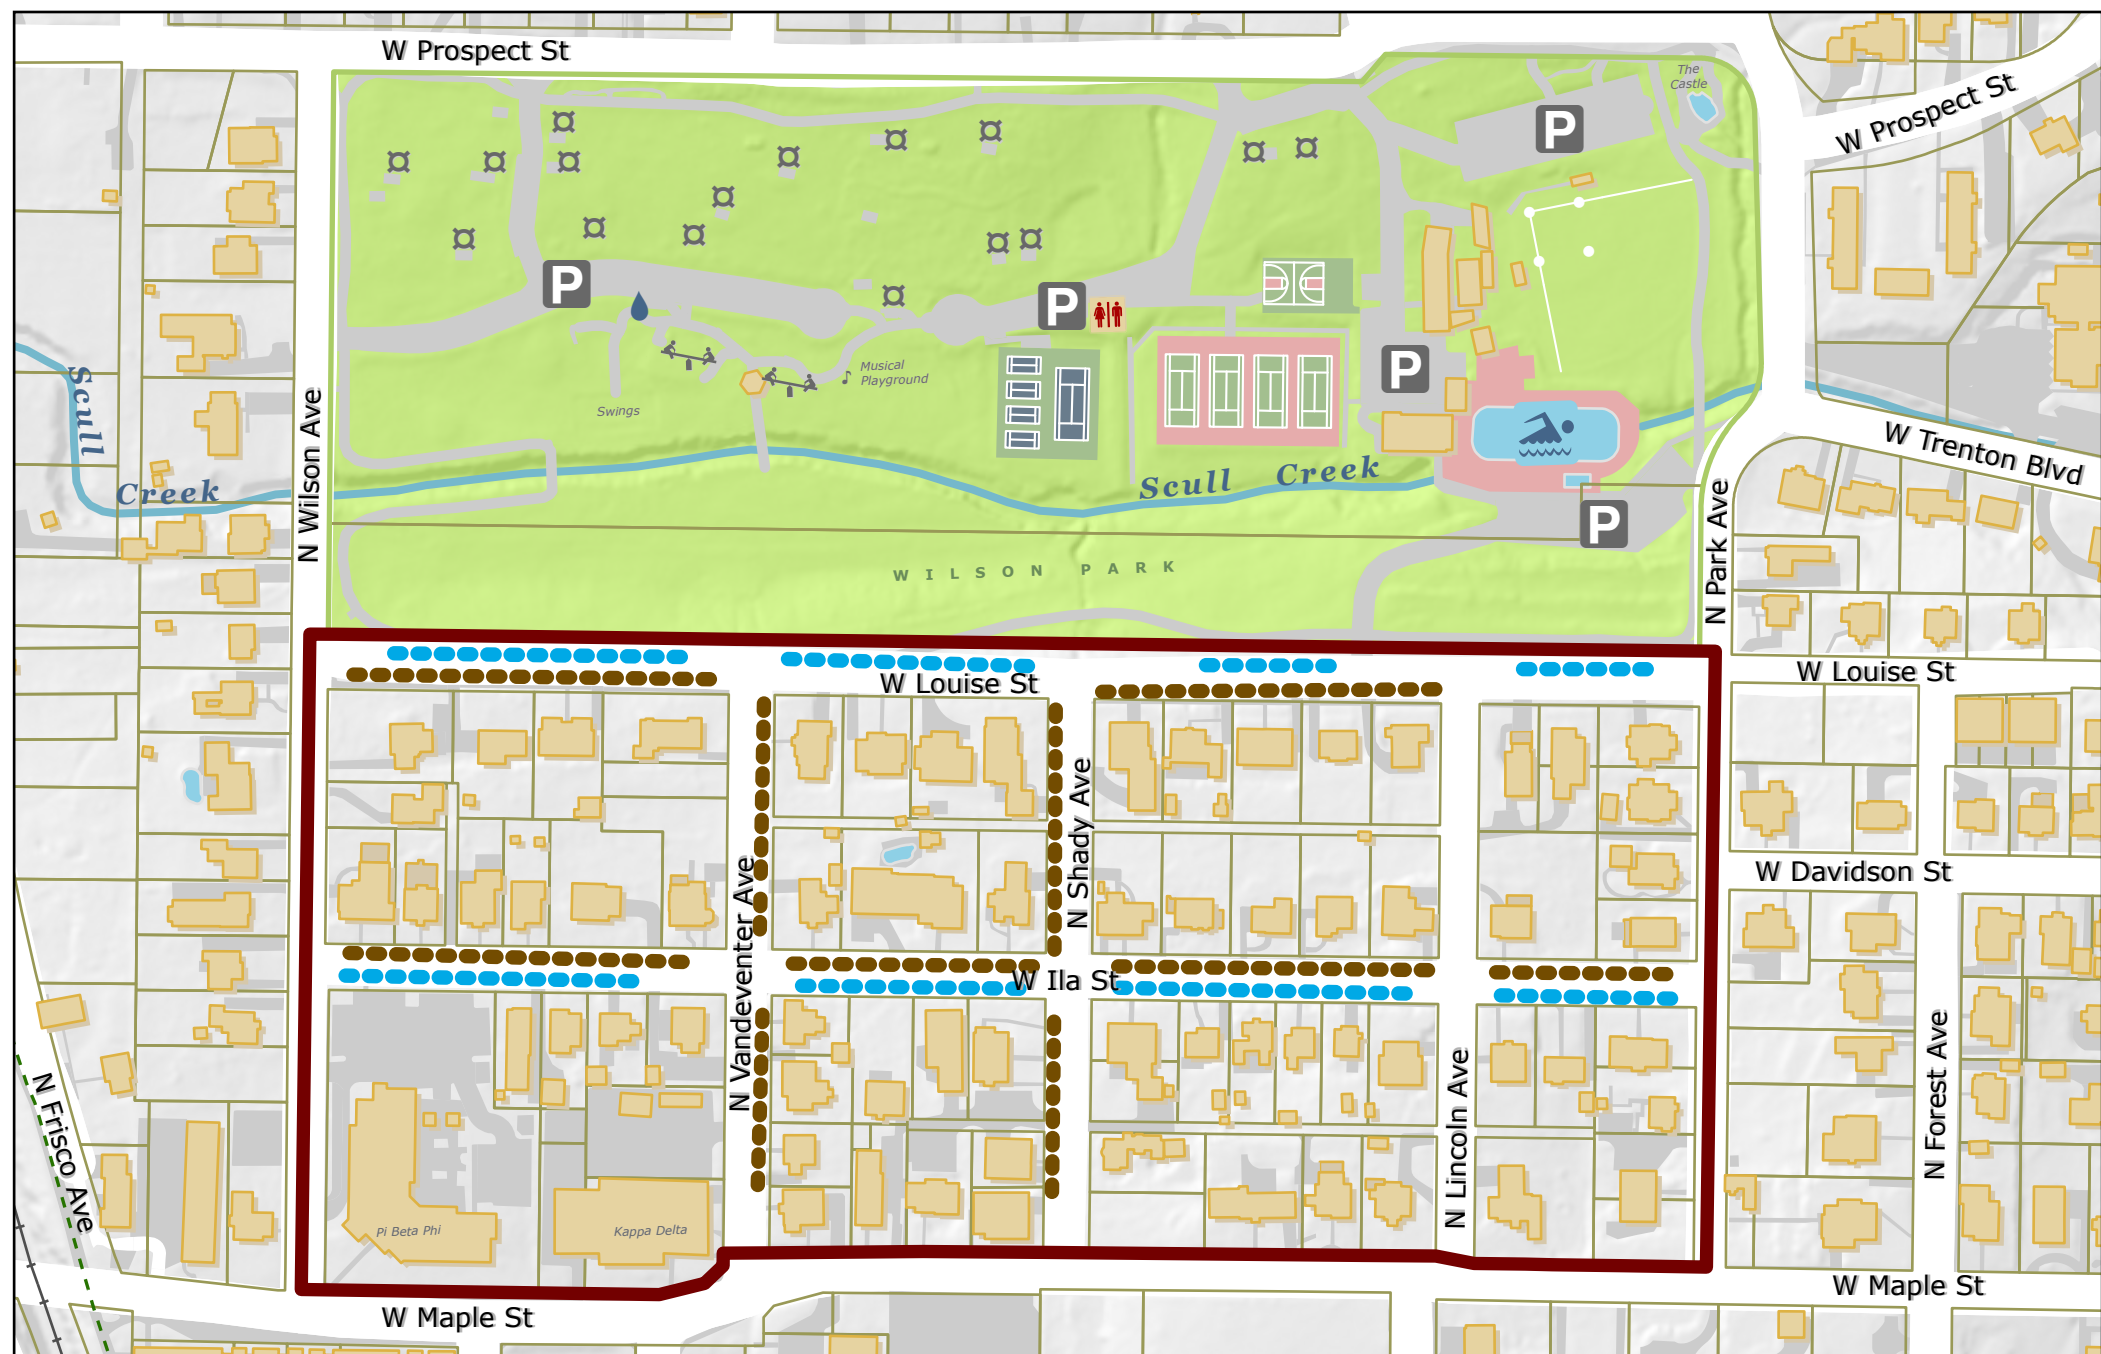 W Prospect St
The
Castle
P
W Prospect St
P
P
Musical
Playground
P
Swings
Scull
Creek
N Wilson Ave
W Trenton Blvd
Scull Creek
P
N Park Ave
WILSON PARK
W Louise St
W Louise St
N Shady Ave
N Vandeventer Ave
W Davidson St
W Ila St
N Lincoln Ave
N Forest Ave
N Frisco Ave
Pi Beta Phi
Kappa Delta
W Maple St
W Maple St